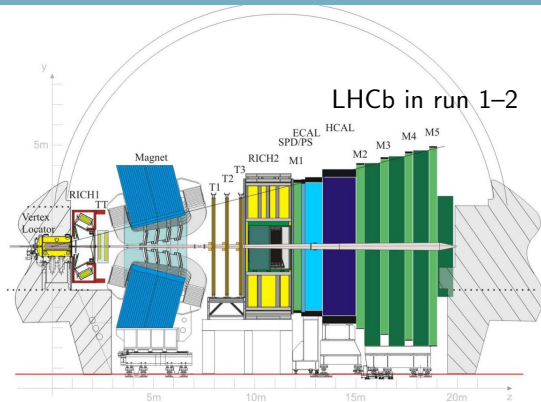 LHCb in run 1–2
y
5m
Vertex
Locator
RICH1
TT
Magnet
T1
T2
T3
RICH2
SPD/PS
M1
ECAL
HCAL
M2
M3
M4
M5
5m
10m
15m
20m
z